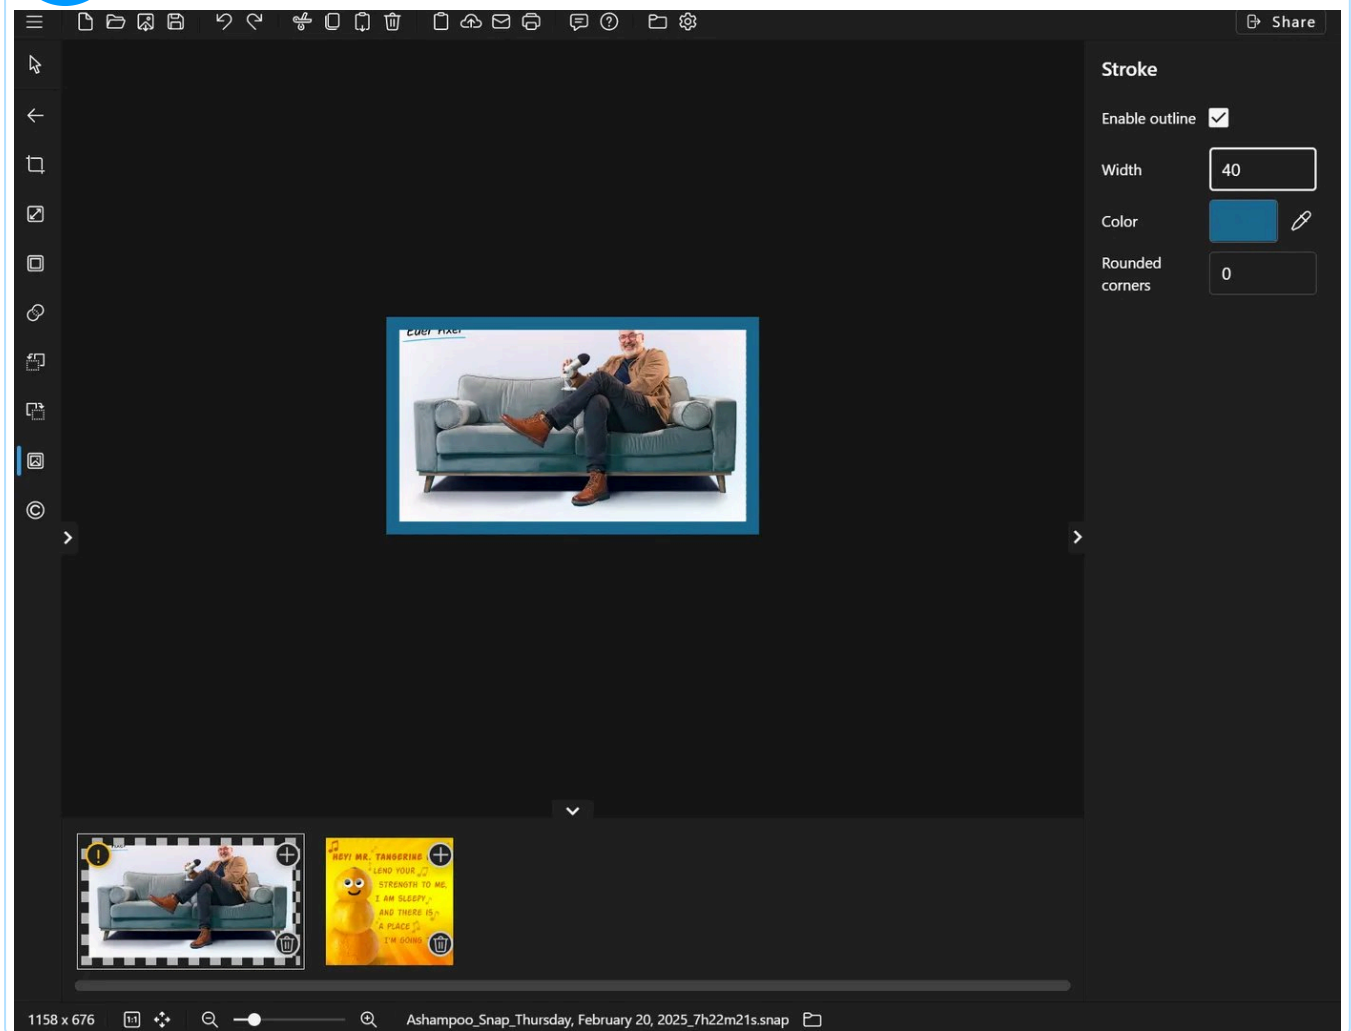 Share
Stroke
Enable outline
Width
40
Color
Rounded
corners
0
HEY! MR. TANGERINE
LEND YOUR
STRENGTH TO ME,
I AM SLEEPY
AND THERE IS
A PLACE
I'M GOING
1158 x 676
1:1
Ashampoo_Snap_Thursday, February 20, 2025_7h22m21s.snap